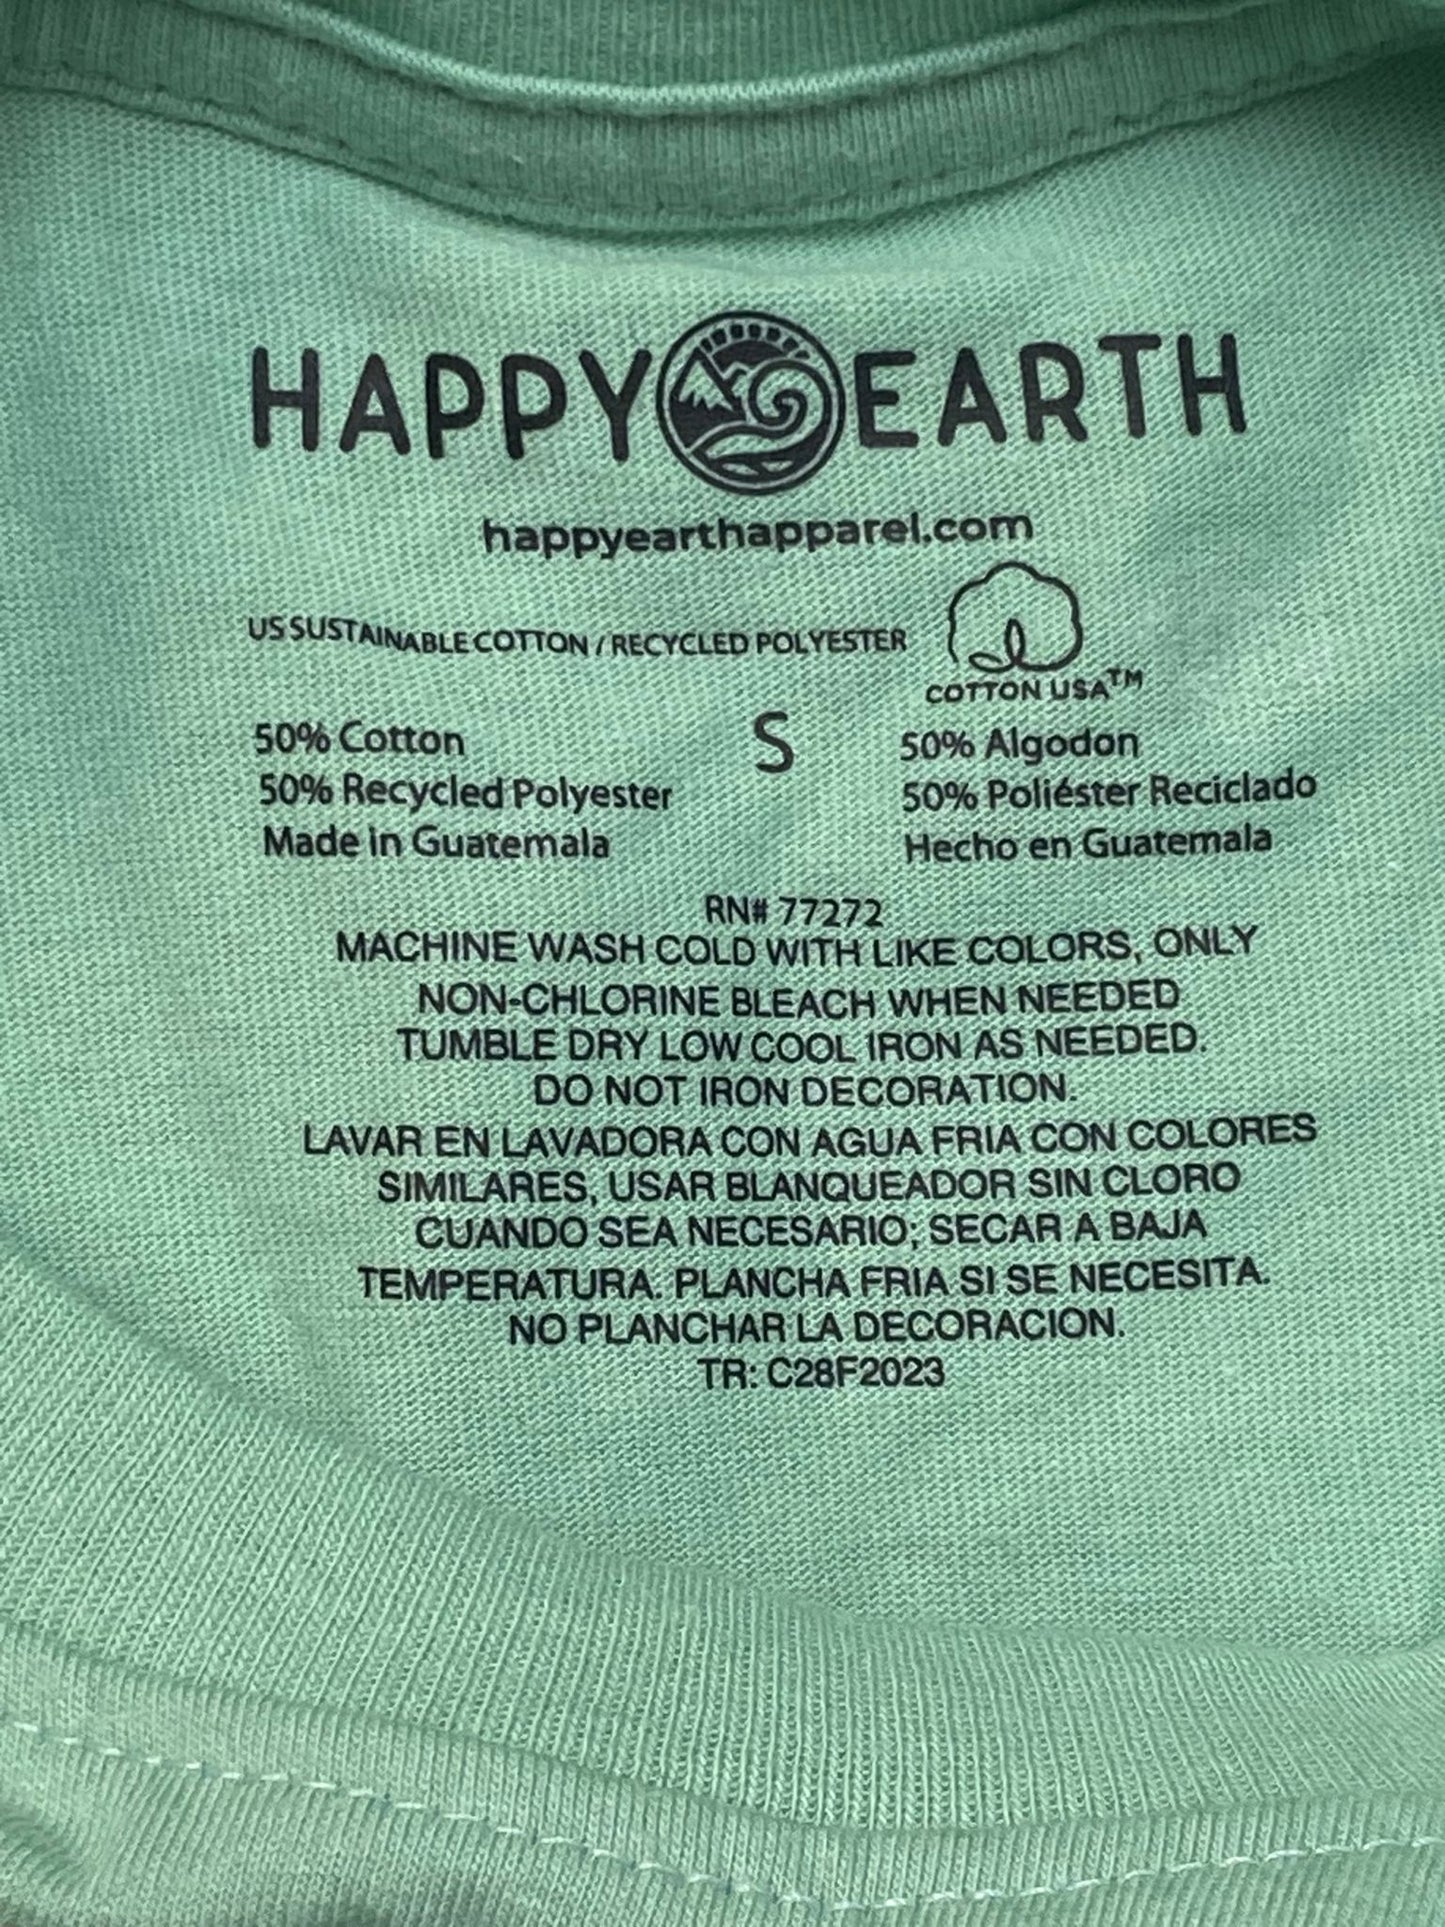 HAPPY EARTH
happyearthapparel.com
US SUSTAINABLE COTTON / RECYCLED POLYESTER
COTTON USA™
50% Cotton
50% Recycled Polyester
Made in Guatemala
S
50% Algodon
50% Poliéster Reciclado
Hecho en Guatemala
RN# 77272
MACHINE WASH COLD WITH LIKE COLORS, ONLY
NON-CHLORINE BLEACH WHEN NEEDED
TUMBLE DRY LOW COOL IRON AS NEEDED.
DO NOT IRON DECORATION.
LAVAR EN LAVADORA CON AGUA FRIA CON COLORES
SIMILARES, USAR BLANQUEADOR SIN CLORO
CUANDO SEA NECESARIO; SECAR A BAJA
TEMPERATURA. PLANCHA FRIA SI SE NECESITA.
NO PLANCHAR LA DECORACION.
TR: C28F2023